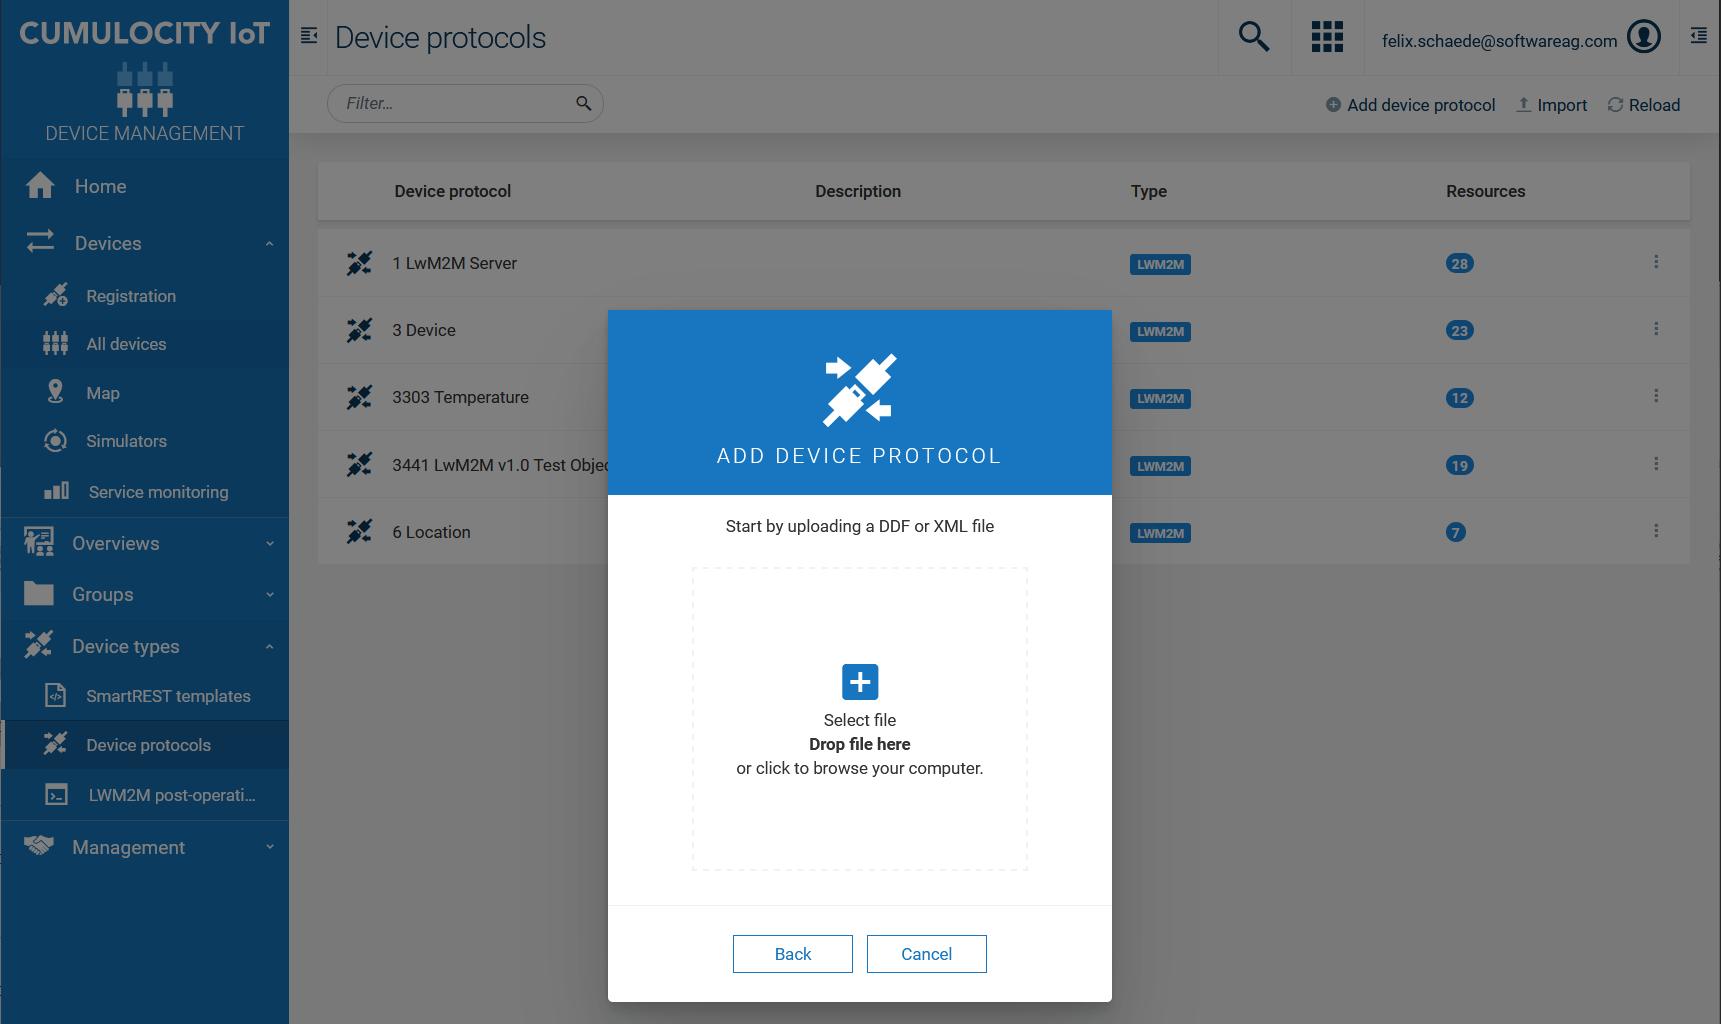 CUMULOCITY IoT
DEVICE MANAGEMENT
Home
Devices
Registration
All devices
Map
Simulators
Service monitoring
Overviews
Groups
Device types
SmartREST templates
Device protocols
LWM2M post-operati...
Management
Device protocols
felix.schaede@softwareag.com
Filter...
Add device protocol
Import
Reload
Device protocol Description Type Resources
1 LwM2M Server LWM2M 28
3 Device LWM2M 23
3303 Temperature LWM2M 12
3441 LwM2M v1.0 Test Objec LWM2M 19
6 Location LWM2M 7
ADD DEVICE PROTOCOL
Start by uploading a DDF or XML file
Select file
Drop file here
or click to browse your computer.
Back
Cancel